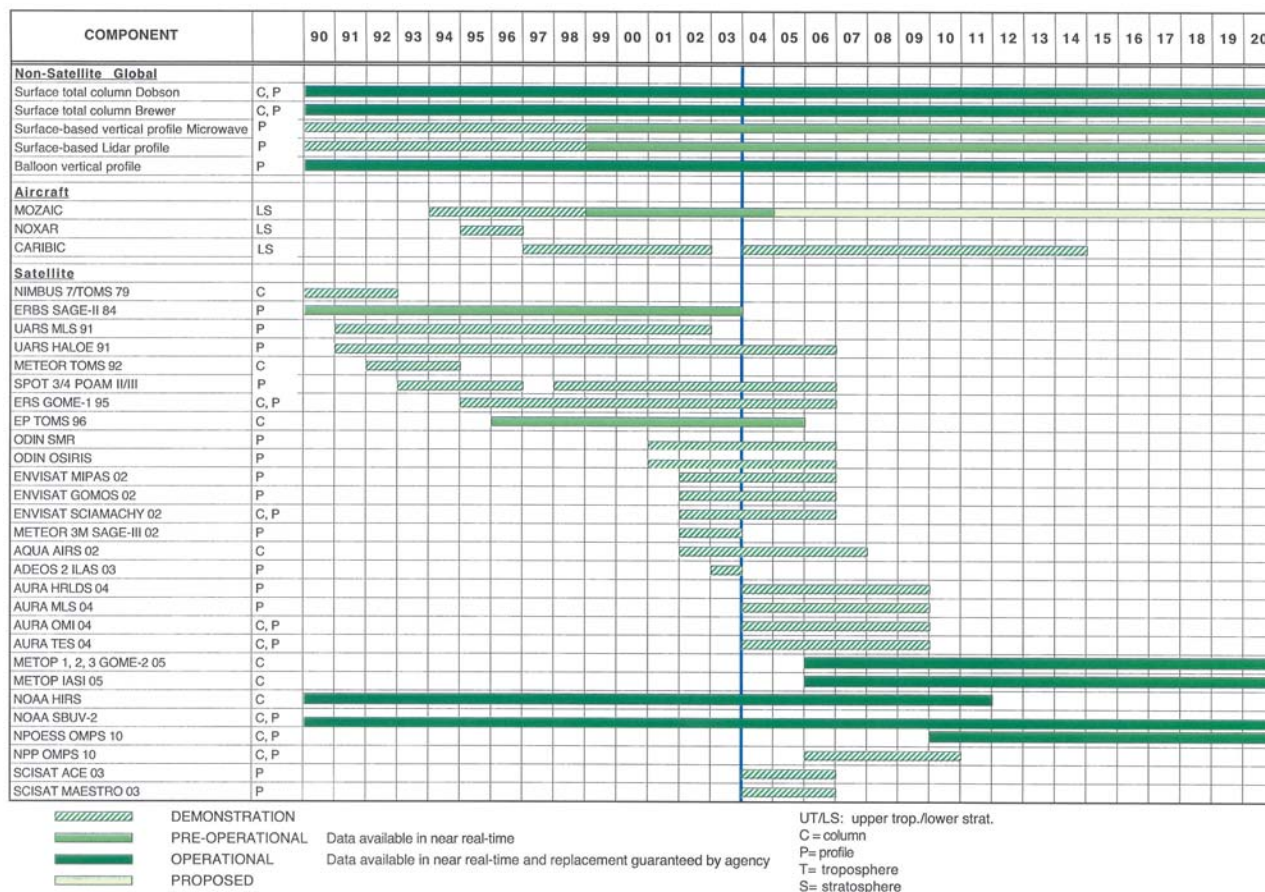 COMPONENT 90 91 92 93 94 95 96 97 98 99 00 01 02 03 04 05 06 07 08 09 10 11 12 13 14 15 16 17 18 19 20
Non-Satellite Global
Surface total column Dobson C, P
Surface total column Brewer C, P
Surface-based vertical profile Microwave P
Surface-based Lidar profile P
Balloon vertical profile P
Aircraft
MOZAIC LS
NOXAR LS
CARIBIC LS
Satellite
NIMBUS 7/TOMS 79 C
ERBS SAGE-II 84 P
UARS MLS 91 P
UARS HALOE 91 P
METEOR TOMS 92 C
SPOT 3/4 POAM II/III P
ERS GOME-1 95 C, P
EP TOMS 96 C
ODIN SMR P
ODIN OSIRIS P
ENVISAT MIPAS 02 P
ENVISAT GOMOS 02 P
ENVISAT SCIAMACHY 02 C, P
METEOR 3M SAGE-III 02 P
AQUA AIRS 02 C
ADEOS 2 ILAS 03 P
AURA HRLDS 04 P
AURA MLS 04 P
AURA OMI 04 C, P
AURA TES 04 C, P
METOP 1, 2, 3 GOME-2 05 C
METOP IASI 05 C
NOAA HIRS C
NOAA SBUV-2 C, P
NPOESS OMPS 10 C, P
NPP OMPS 10 C, P
SCISAT ACE 03 P
SCISAT MAESTRO 03 P
DEMONSTRATION
PRE-OPERATIONAL Data available in near real-time
OPERATIONAL Data available in near real-time and replacement guaranteed by agency
PROPOSED
UT/LS: upper trop./lower strat.
C = column
P= profile
T= troposphere
S= stratosphere